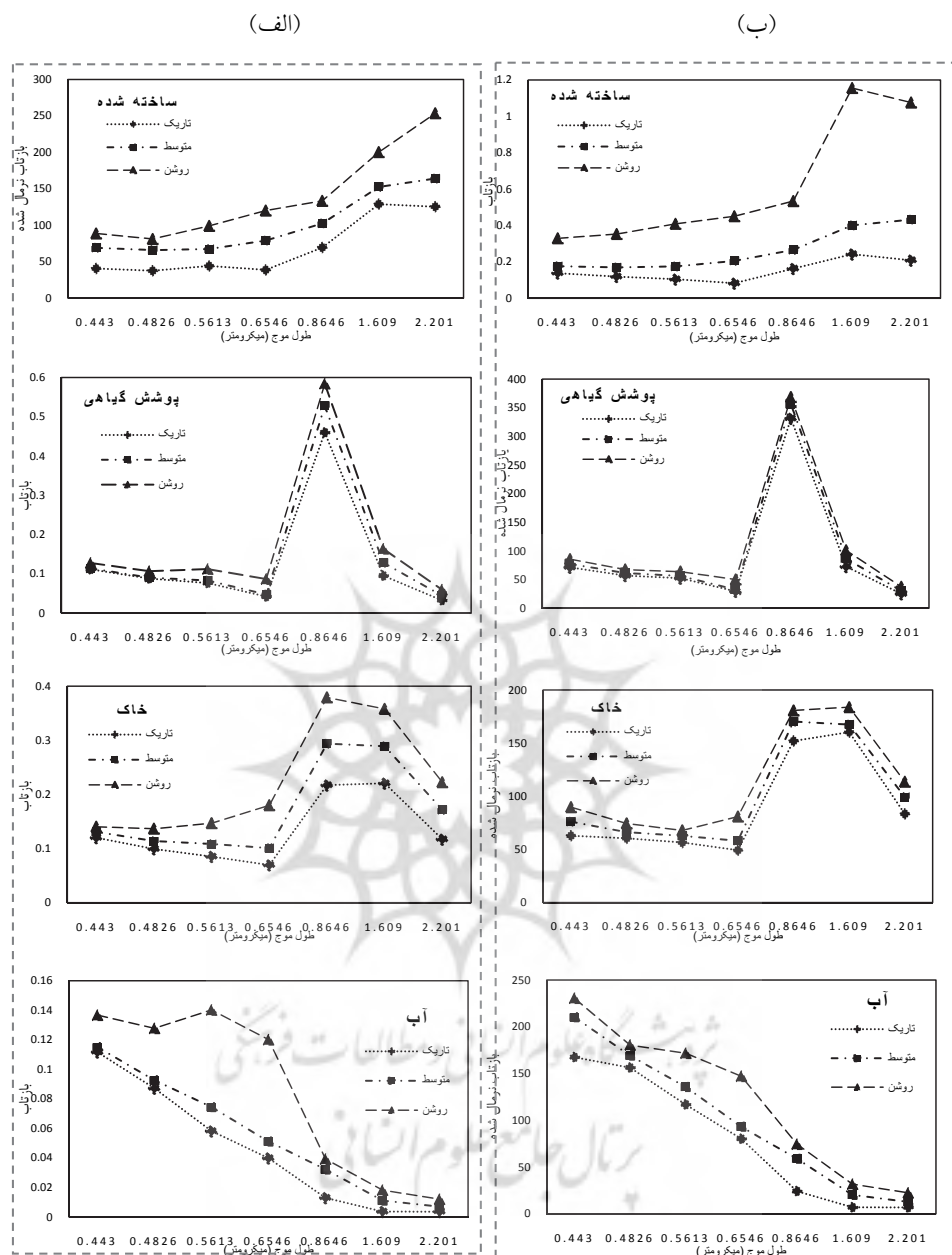 (الف)
(ب)
ساخته شده
تاریک
متوسط
روشن
بازتاب نرمال شده
300
250
200
150
100
50
0
0.443 0.4826 0.5613 0.6546 0.8646 1.609 2.201
طول موج (میکرومتر)
ساخته شده
تاریک
متوسط
روشن
بازتاب
1.2
1
0.8
0.6
0.4
0.2
0
0.443 0.4826 0.5613 0.6546 0.8646 1.609 2.201
طول موج (میکرومتر)
پوشش گیاهی
تاریک
متوسط
روشن
بازتاب
0.6
0.5
0.4
0.3
0.2
0.1
0
0.443 0.4826 0.5613 0.6546 0.8646 1.609 2.201
طول موج (میکرومتر)
پوشش گیاهی
تاریک
متوسط
روشن
بازتاب نرمال شده
400
350
300
250
200
150
100
50
0
0.443 0.4826 0.5613 0.6546 0.8646 1.609 2.201
طول موج (میکرومتر)
خاک
تاریک
متوسط
روشن
بازتاب
0.4
0.3
0.2
0.1
0
0.443 0.4826 0.5613 0.6546 0.8646 1.609 2.201
طول موج (میکرومتر)
خاک
تاریک
متوسط
روشن
بازتاب نرمال شده
200
150
100
50
0
0.443 0.4826 0.5613 0.6546 0.8646 1.609 2.201
طول موج (میکرومتر)
آب
تاریک
متوسط
روشن
بازتاب
0.16
0.14
0.12
0.1
0.08
0.06
0.04
0.02
0
0.443 0.4826 0.5613 0.6546 0.8646 1.609 2.201
طول موج (میکرومتر)
آب
تاریک
متوسط
روشن
بازتاب نرمال شده
250
200
150
100
50
0
0.443 0.4826 0.5613 0.6546 0.8646 1.609 2.201
طول موج (میکرومتر)
پژوهشگاه علوم انسانی و مطالعات فرهنگی
پرتال جامع علوم انسانی